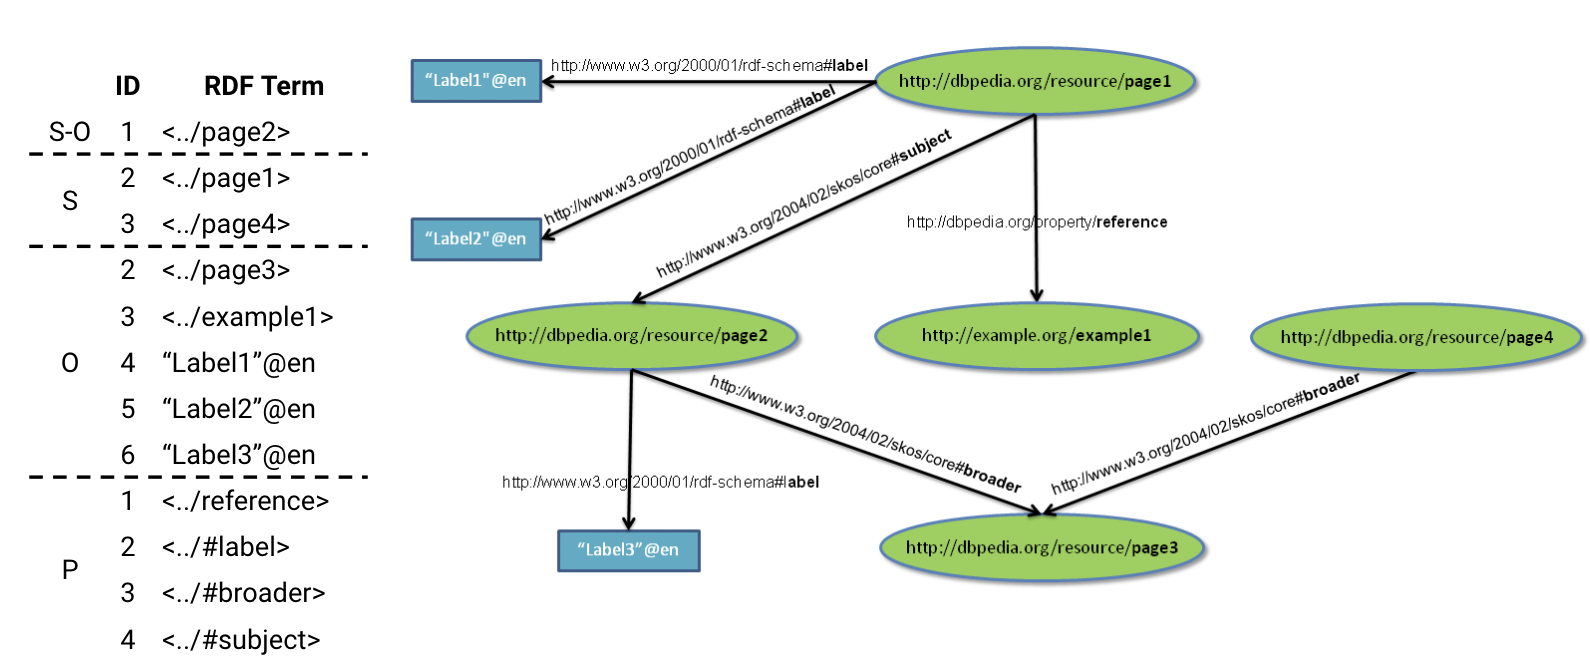 ID RDF Term
S-O 1 <../page2>
S
2 <../page1>
3 <../page4>
O
2 <../page3>
3 <../example1>
4 “Label1”@en
5 “Label2”@en
6 “Label3”@en
P
1 <../reference>
2 <../#label>
3 <../#broader>
4 <../#subject>
“Label1"@en
http://www.w3.org/2000/01/rdf-schema#label
http://dbpedia.org/resource/page1
http://www.w3.org/2000/01/rdf-schema#label
http://www.w3.org/2004/02/skos/core#subject
“Label2"@en
http://dbpedia.org/property/reference
http://dbpedia.org/resource/page2
http://example.org/example1
http://dbpedia.org/resource/page4
http://www.w3.org/2004/02/skos/core#broader
http://www.w3.org/2004/02/skos/core#broader
http://www.w3.org/2000/01/rdf-schema#label
“Label3”@en
http://dbpedia.org/resource/page3